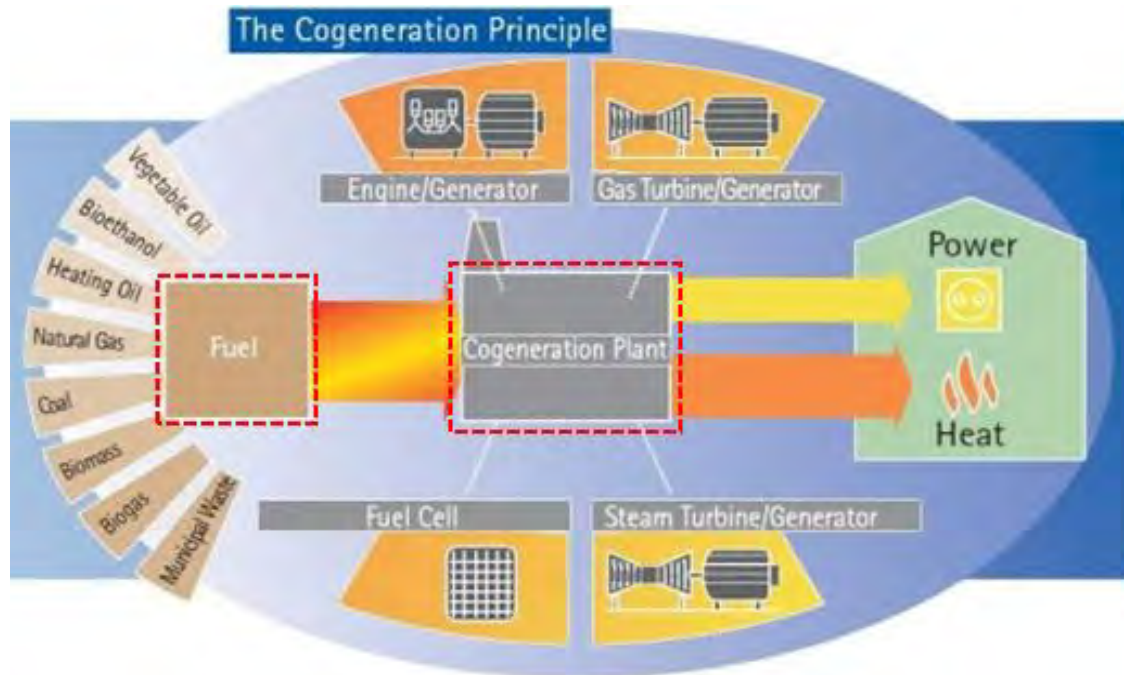 The Cogeneration Principle
Engine/Generator
Gas Turbine/Generator
Vegetable Oil
Bioethanol
Heating Oil
Natural Gas
Coal
Biomass
Biogas
Municipal Waste
Fuel
Cogeneration Plant
Power
Heat
Fuel Cell
Steam Turbine/Generator